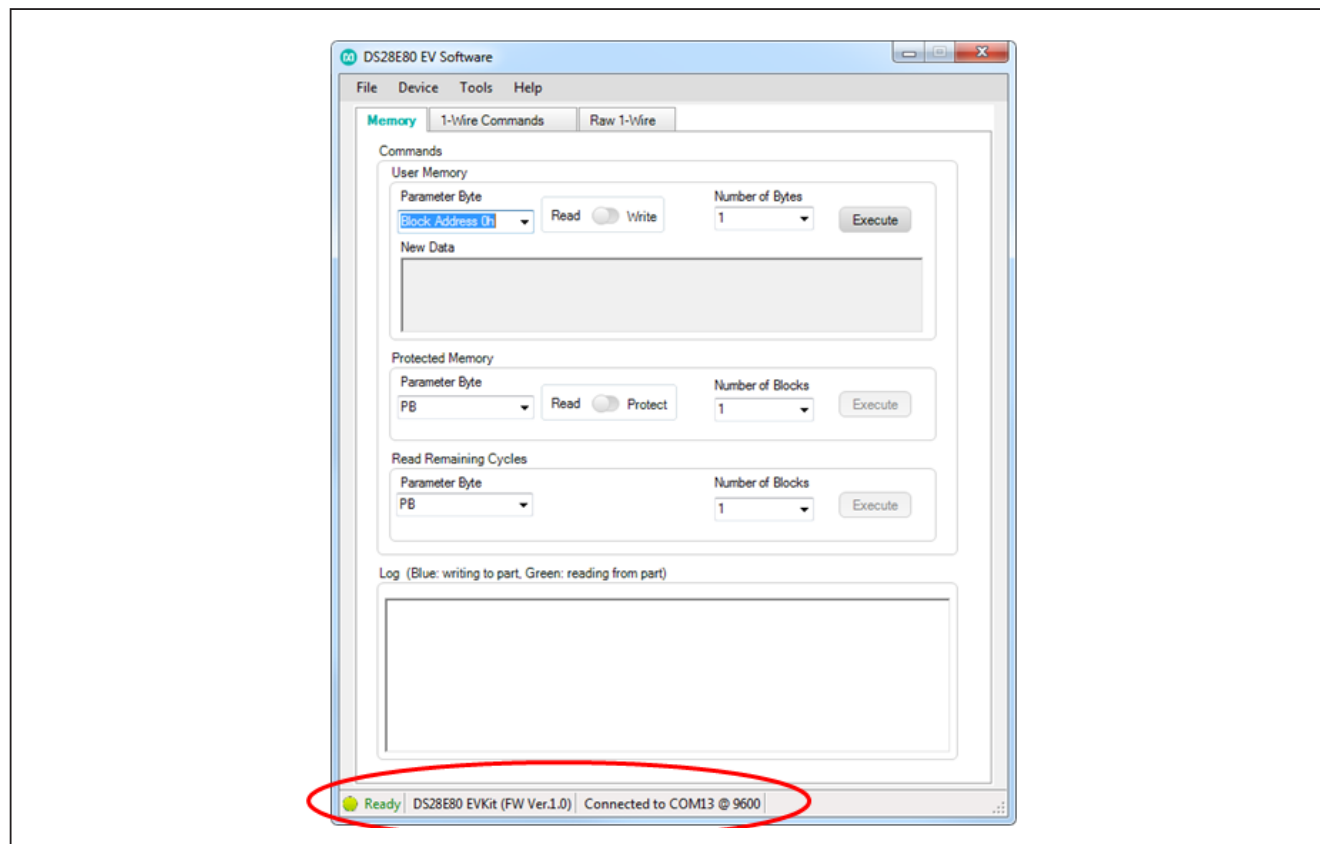 DS28E80 EV Software
File Device Tools Help
Memory 1-Wire Commands Raw 1-Wire
Commands
User Memory
Parameter Byte Number of Bytes
Block Address 0h Read Write 1 Execute
New Data
Protected Memory
Parameter Byte Number of Blocks
PB Read Protect 1 Execute
Read Remaining Cycles
Parameter Byte Number of Blocks
PB 1 Execute
Log (Blue: writing to part, Green: reading from part)
Ready DS28E80 EVKit (FW Ver.1.0) Connected to COM13 @ 9600